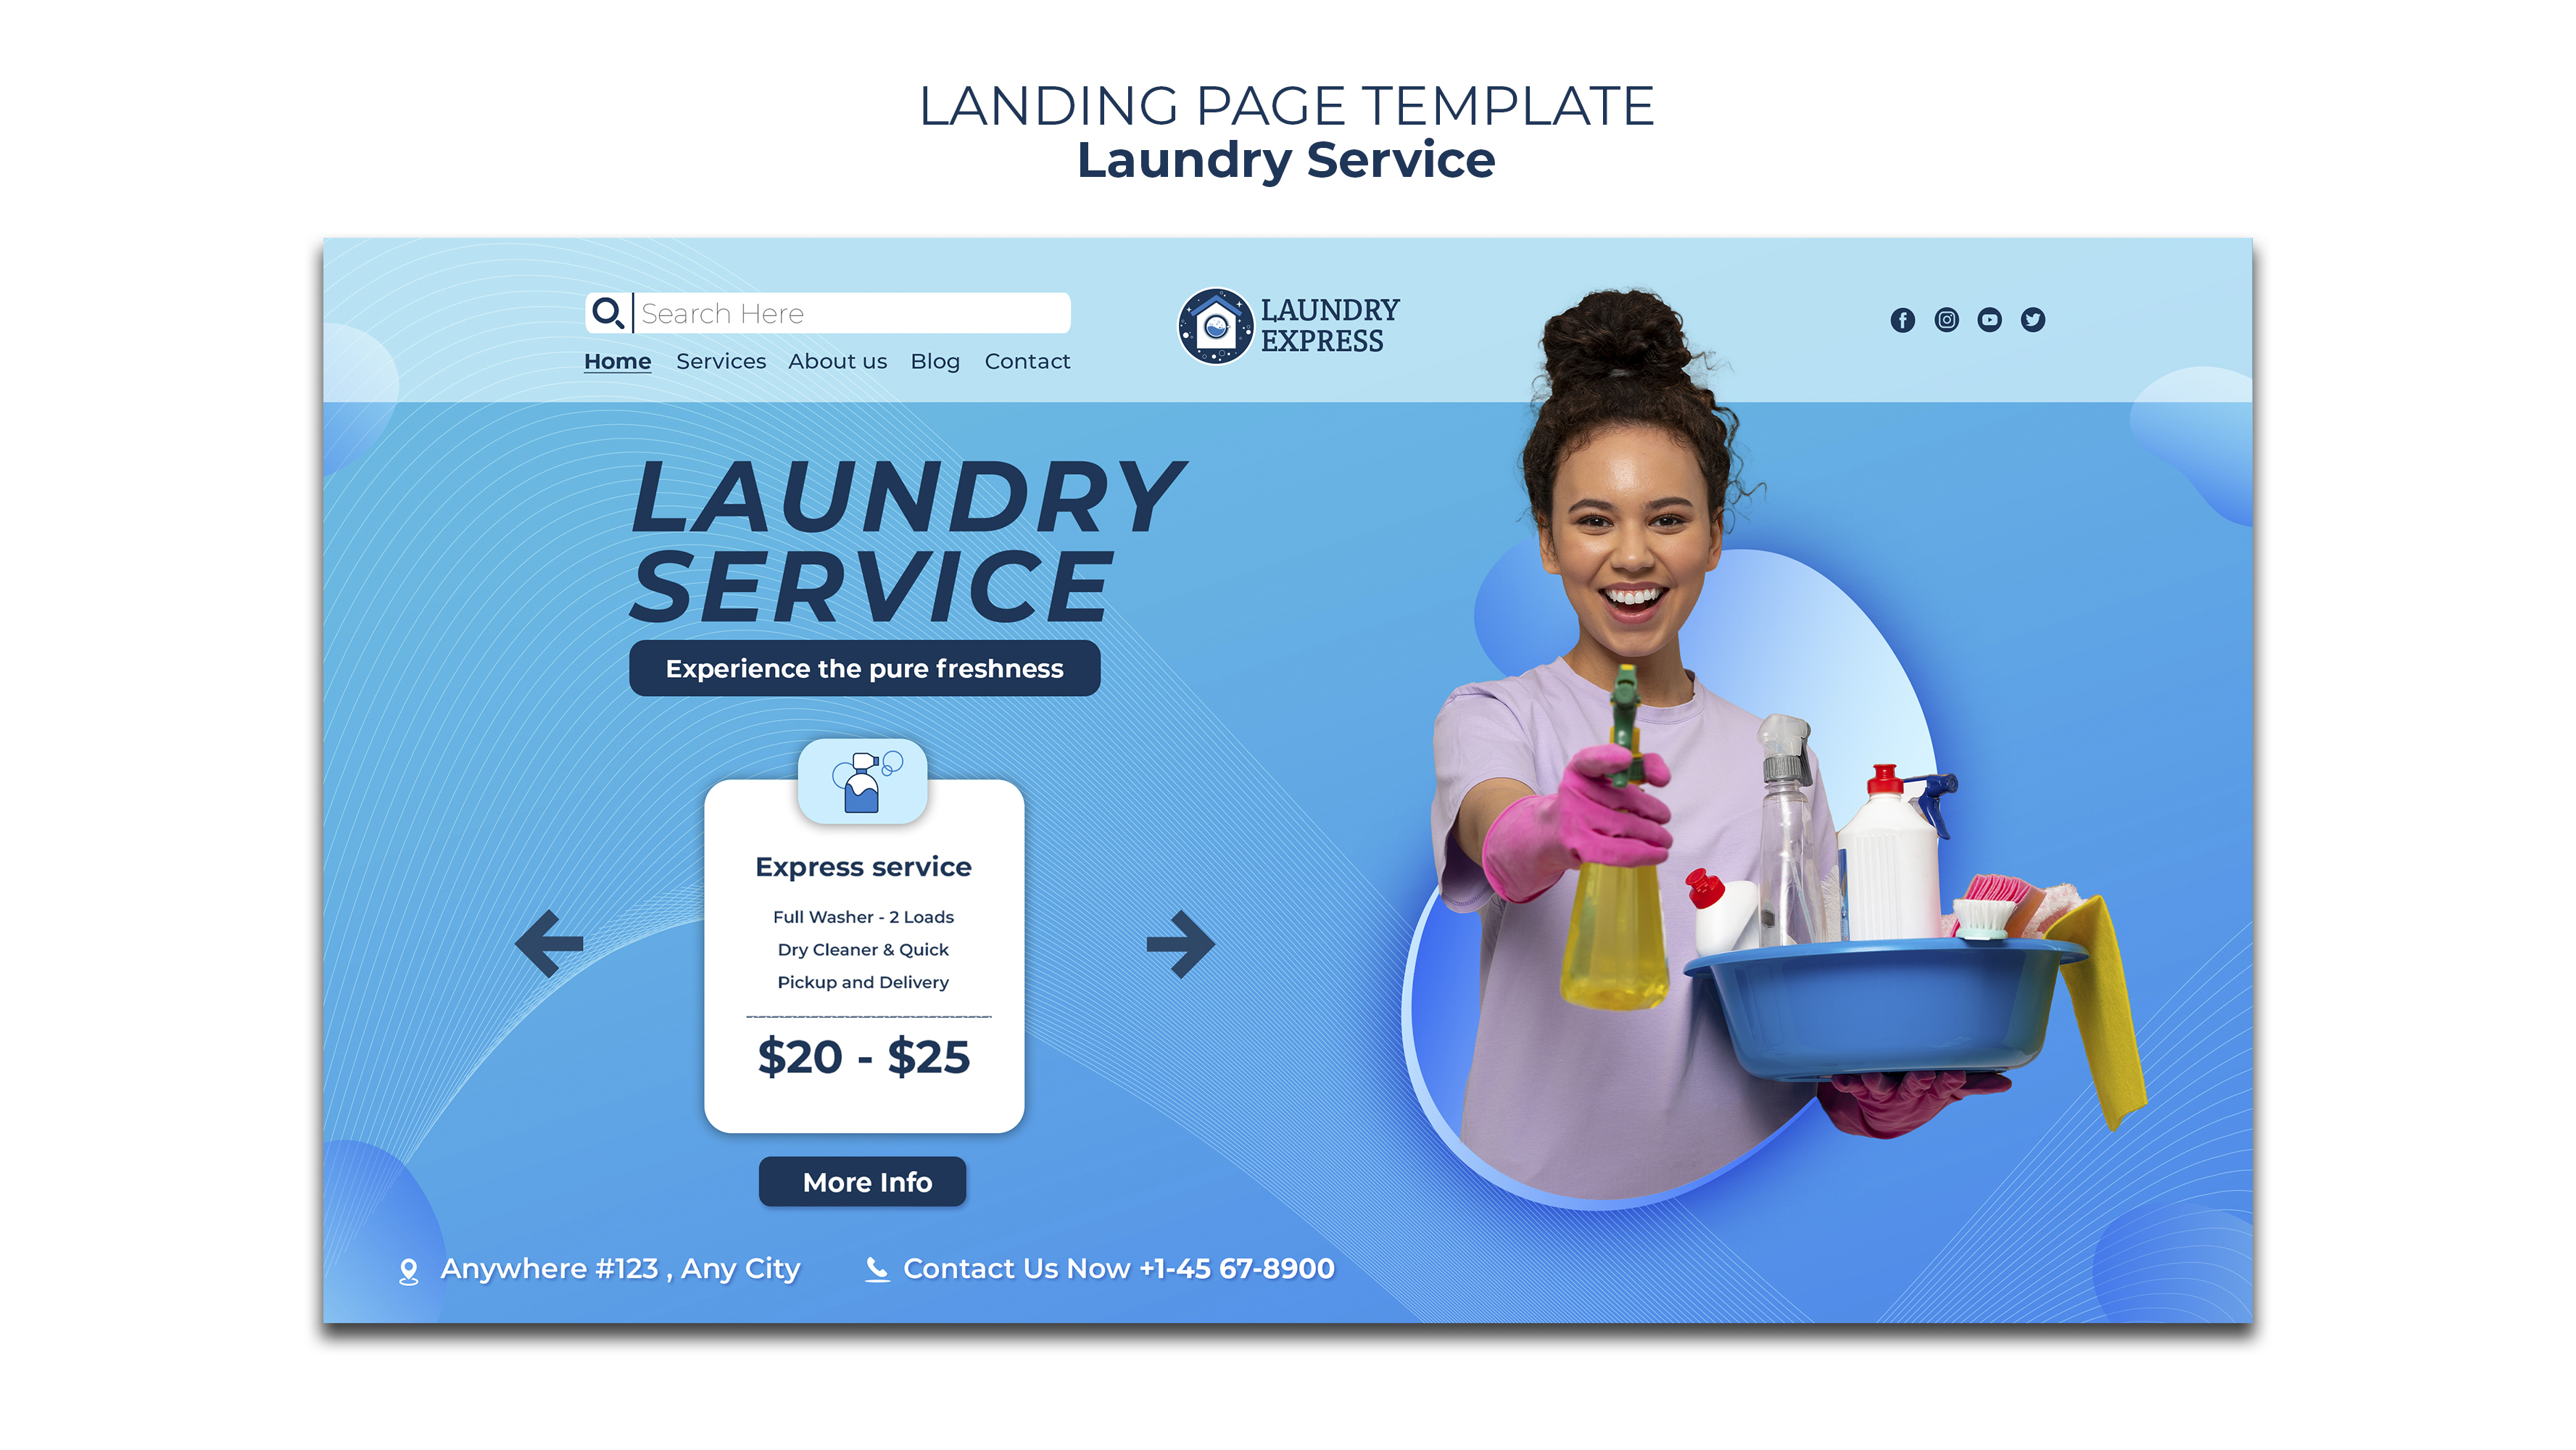 LANDING PAGE TEMPLATE
Laundry Service
Search Here
Home Services About us Blog Contact
LAUNDRY
EXPRESS
LAUNDRY
SERVICE
Experience the pure freshness
Express service
Full Washer - 2 Loads
Dry Cleaner & Quick
Pickup and Delivery
$20 - $25
More Info
Anywhere #123 , Any City
Contact Us Now +1-45 67-8900